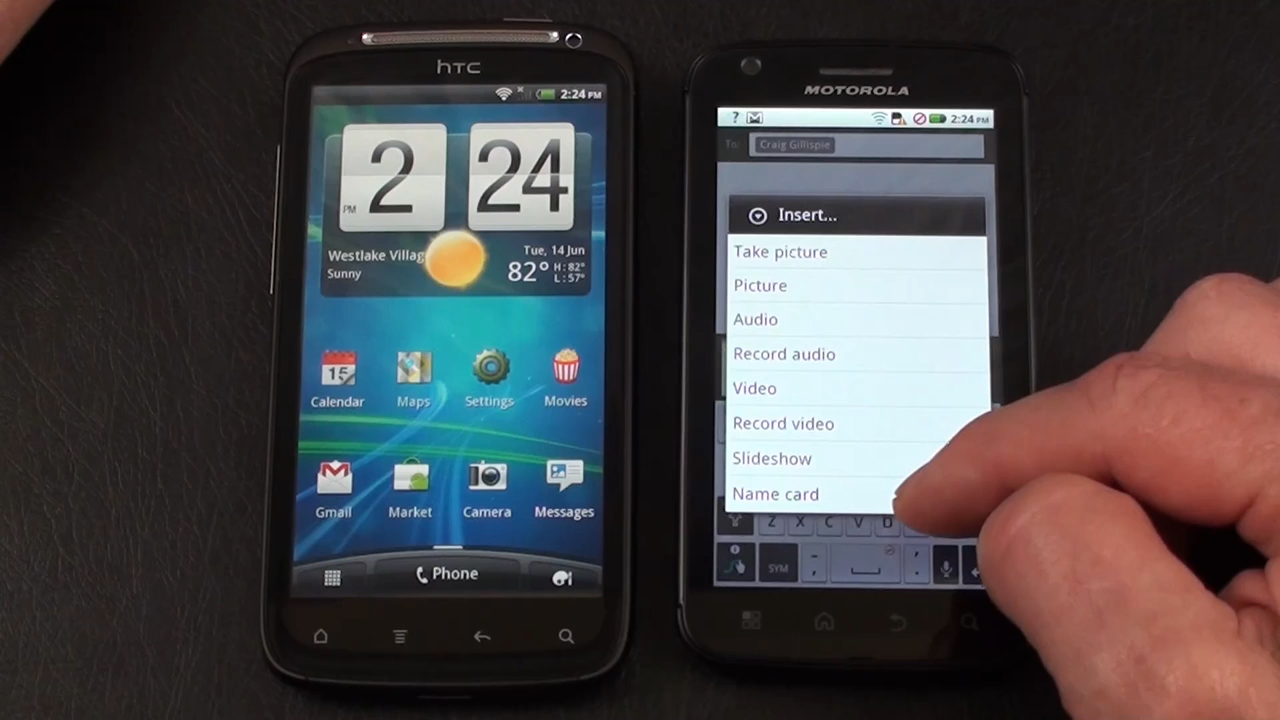 hTC
2:24 PM
2 24
PM
Westlake Villag
Sunny
Tue, 14 Jun
82°
H:82°
L:57°
15
Calendar
Maps
Settings
Movies
Gmail
Market
Camera
Messages
Phone
MOTOROLA
? 2:24 PM
To: Craig Gillispie
Insert...
Take picture
Picture
Audio
Record audio
Video
Record video
Slideshow
Name card
Z X C V
SYM